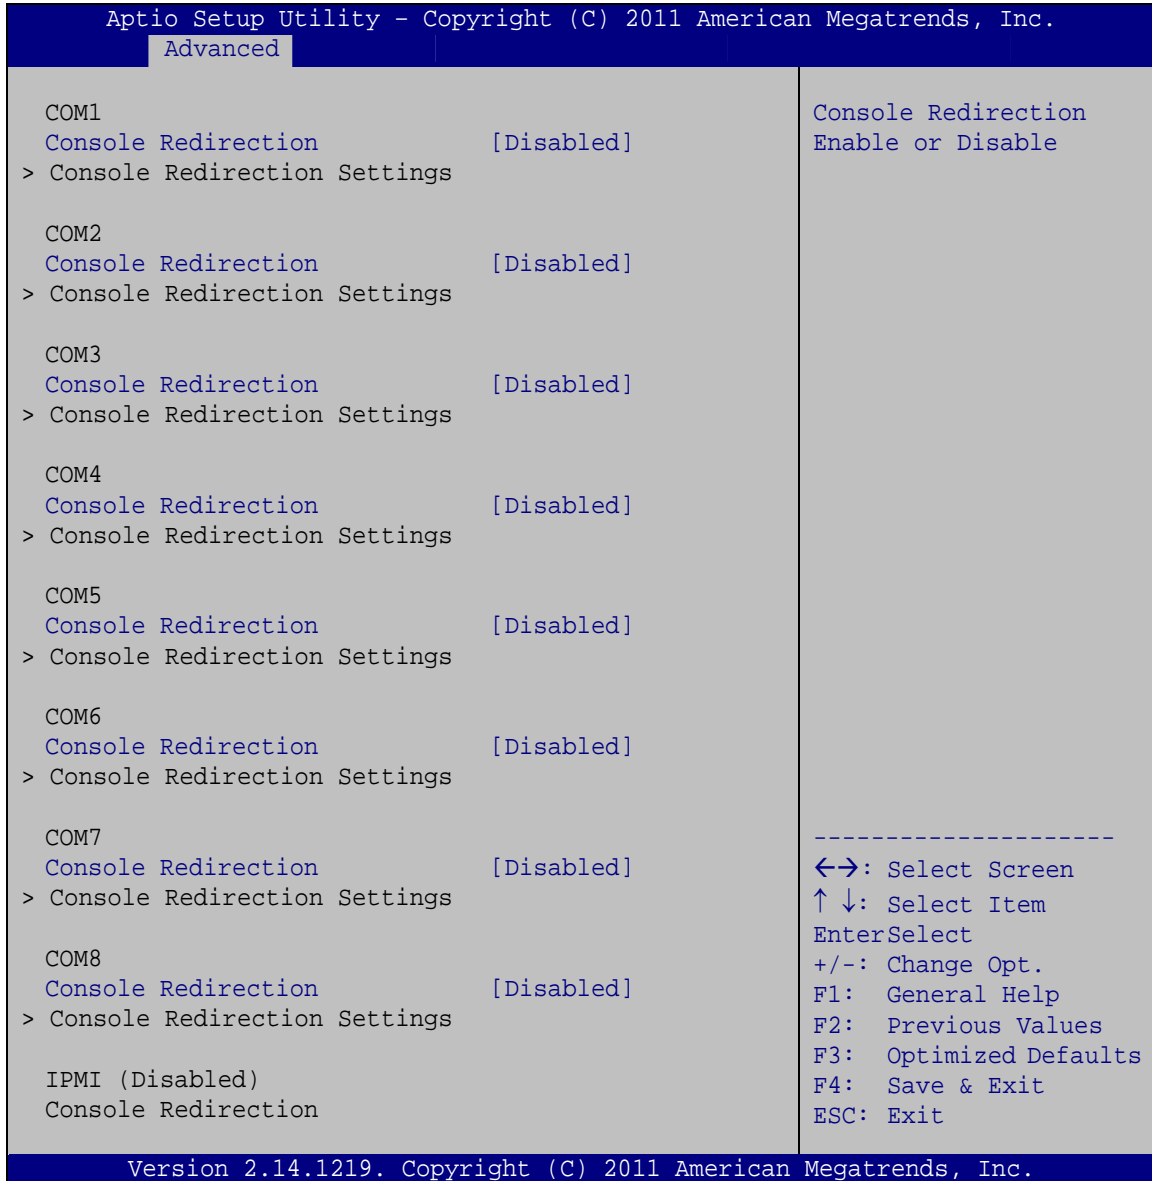 Aptio Setup Utility – Copyright (C) 2011 American Megatrends, Inc.
Advanced
COM1
Console Redirection [Disabled]
> Console Redirection Settings
COM2
Console Redirection [Disabled]
> Console Redirection Settings
COM3
Console Redirection [Disabled]
> Console Redirection Settings
COM4
Console Redirection [Disabled]
> Console Redirection Settings
COM5
Console Redirection [Disabled]
> Console Redirection Settings
COM6
Console Redirection [Disabled]
> Console Redirection Settings
COM7
Console Redirection [Disabled]
> Console Redirection Settings
COM8
Console Redirection [Disabled]
> Console Redirection Settings
IPMI (Disabled)
Console Redirection
Console Redirection
Enable or Disable
---------------------
←→: Select Screen
↑ ↓: Select Item
EnterSelect
+/-: Change Opt.
F1: General Help
F2: Previous Values
F3: Optimized Defaults
F4: Save & Exit
ESC: Exit
Version 2.14.1219. Copyright (C) 2011 American Megatrends, Inc.